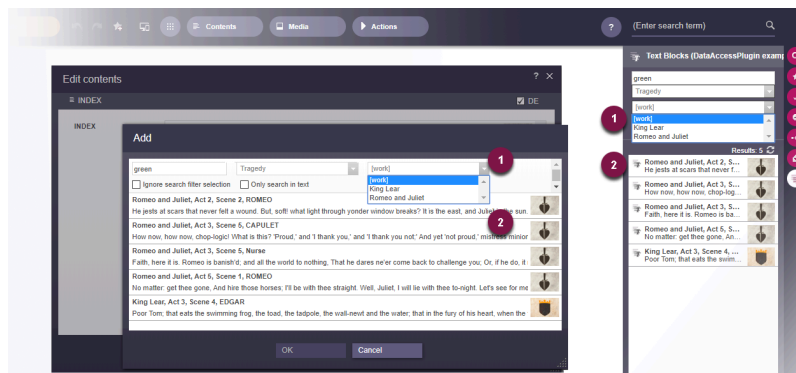 Contents
Media
Actions
?
(Enter search term)
Text Blocks (DataAccessPlugin examp
green
Tragedy
[work]
1
[work]
King Lear
Romeo and Juliet
Results: 5
2
Romeo and Juliet, Act 2, S...
He jests at scars that never f...
Romeo and Juliet, Act 3, S...
How now, how now, chop-log...
Romeo and Juliet, Act 3, S...
Faith, here it is. Romeo is ba...
Romeo and Juliet, Act 5, S...
No matter: get thee gone, An...
King Lear, Act 3, Scene 4, ...
Poor Tom; that eats the swim...
Edit contents
? ×
INDEX
DE
INDEX
Add
green
Tragedy
[work]
1
Ignore search filter selection
Only search in text
[work]
King Lear
Romeo and Juliet
2
Romeo and Juliet, Act 2, Scene 2, ROMEO
He jests at scars that never felt a wound. But, soft! what light through yonder window breaks? It is the east, and Juliet is the sun.
Romeo and Juliet, Act 3, Scene 5, CAPULET
How now, how now, chop-logic! What is this? 'Proud,' and 'I thank you,' and 'I thank you not;' And yet 'not proud,' mistress minior
Romeo and Juliet, Act 3, Scene 5, Nurse
Faith, here it is. Romeo is banish'd; and all the world to nothing, That he dares ne'er come back to challenge you; Or, if he do, it
Romeo and Juliet, Act 5, Scene 1, ROMEO
No matter: get thee gone, And hire those horses; I'll be with thee straight. Well, Juliet, I will lie with thee to-night. Let's see for me
King Lear, Act 3, Scene 4, EDGAR
Poor Tom; that eats the swimming frog, the toad, the tadpole, the wall-newt and the water; that in the fury of his heart, when the
OK
Cancel